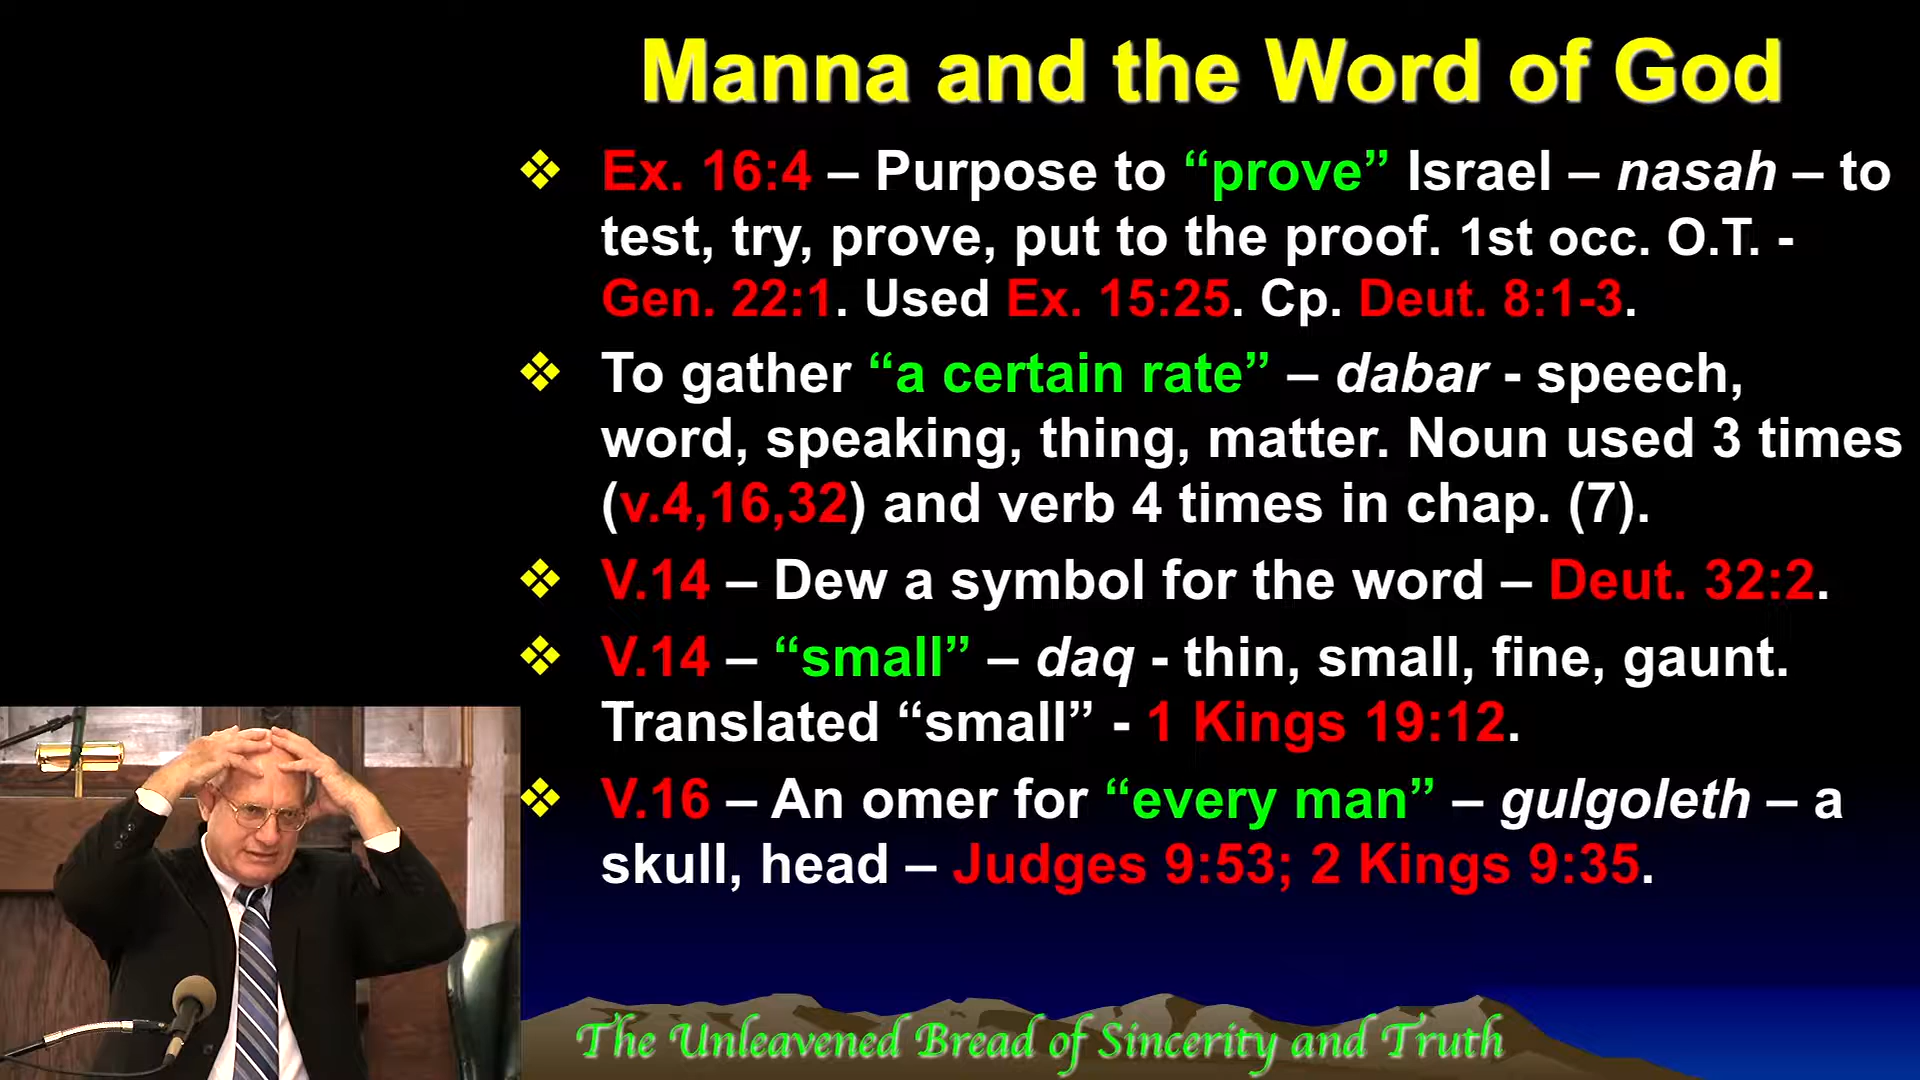 Manna and the Word of God
❖ Ex. 16:4 – Purpose to “prove” Israel – nasah – to
test, try, prove, put to the proof. 1st occ. O.T. -
Gen. 22:1. Used Ex. 15:25. Cp. Deut. 8:1-3.
❖ To gather “a certain rate” – dabar - speech,
word, speaking, thing, matter. Noun used 3 times
(v.4,16,32) and verb 4 times in chap. (7).
❖ V.14 – Dew a symbol for the word – Deut. 32:2.
❖ V.14 – “small” – daq - thin, small, fine, gaunt.
Translated “small” - 1 Kings 19:12.
❖ V.16 – An omer for “every man” – gulgoleth – a
skull, head – Judges 9:53; 2 Kings 9:35.
The Unleavened Bread of Sincerity and Truth